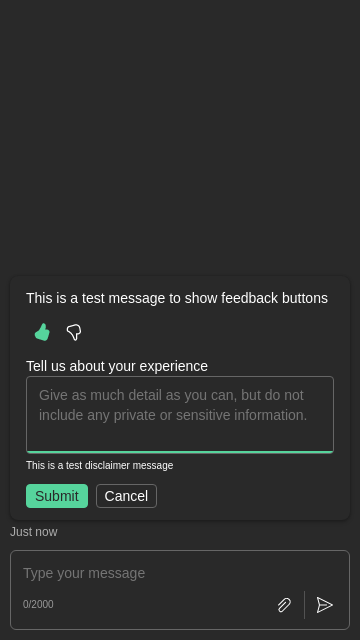 This is a test message to show feedback buttons
Tell us about your experience
Give as much detail as you can, but do not
include any private or sensitive information.
This is a test disclaimer message
Submit Cancel
Just now
Type your message
0/2000